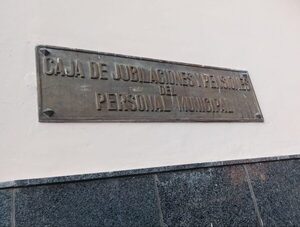 CAJA DE JUBILACIONES Y PENSIONES
DEL
PERSONAL MUNICIPAL